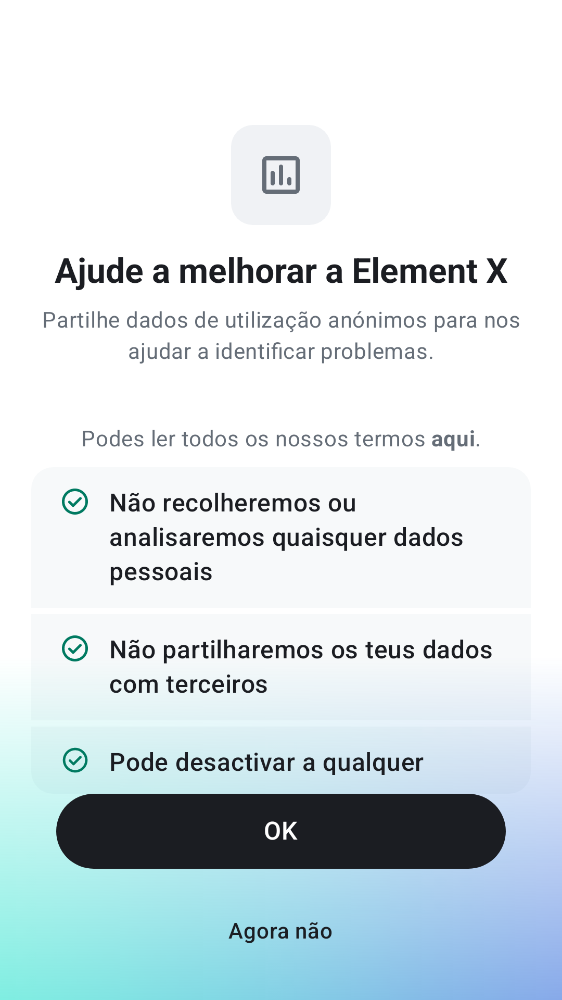 Ajude a melhorar a Element X
Partilhe dados de utilização anónimos para nos
ajudar a identificar problemas.
Podes ler todos os nossos termos aqui.
Não recolheremos ou
analisaremos quaisquer dados
pessoais
Não partilharemos os teus dados
com terceiros
Pode desactivar a qualquer
OK
Agora não